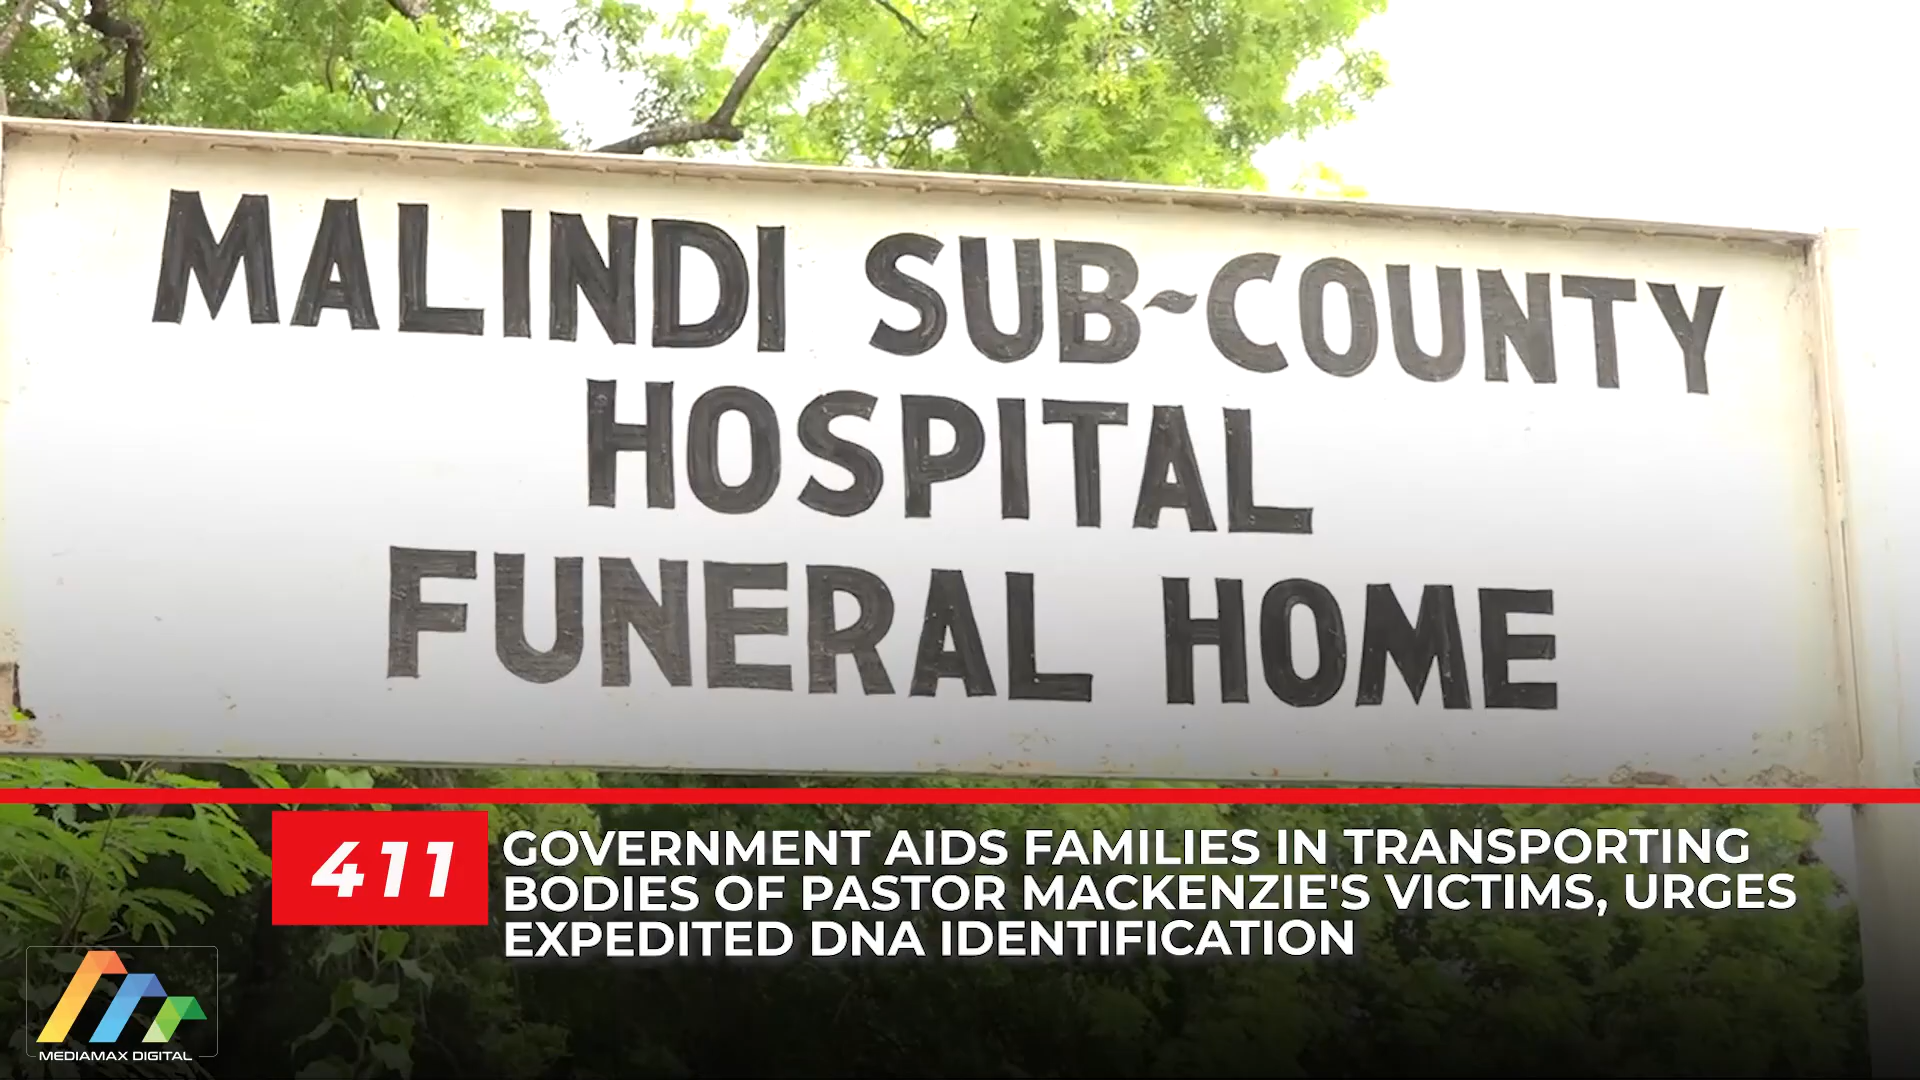 MALINDI SUB-COUNTY
HOSPITAL
FUNERAL HOME
411
GOVERNMENT AIDS FAMILIES IN TRANSPORTING
BODIES OF PASTOR MACKENZIE'S VICTIMS, URGES
EXPEDITED DNA IDENTIFICATION
MEDIAMAX DIGITAL